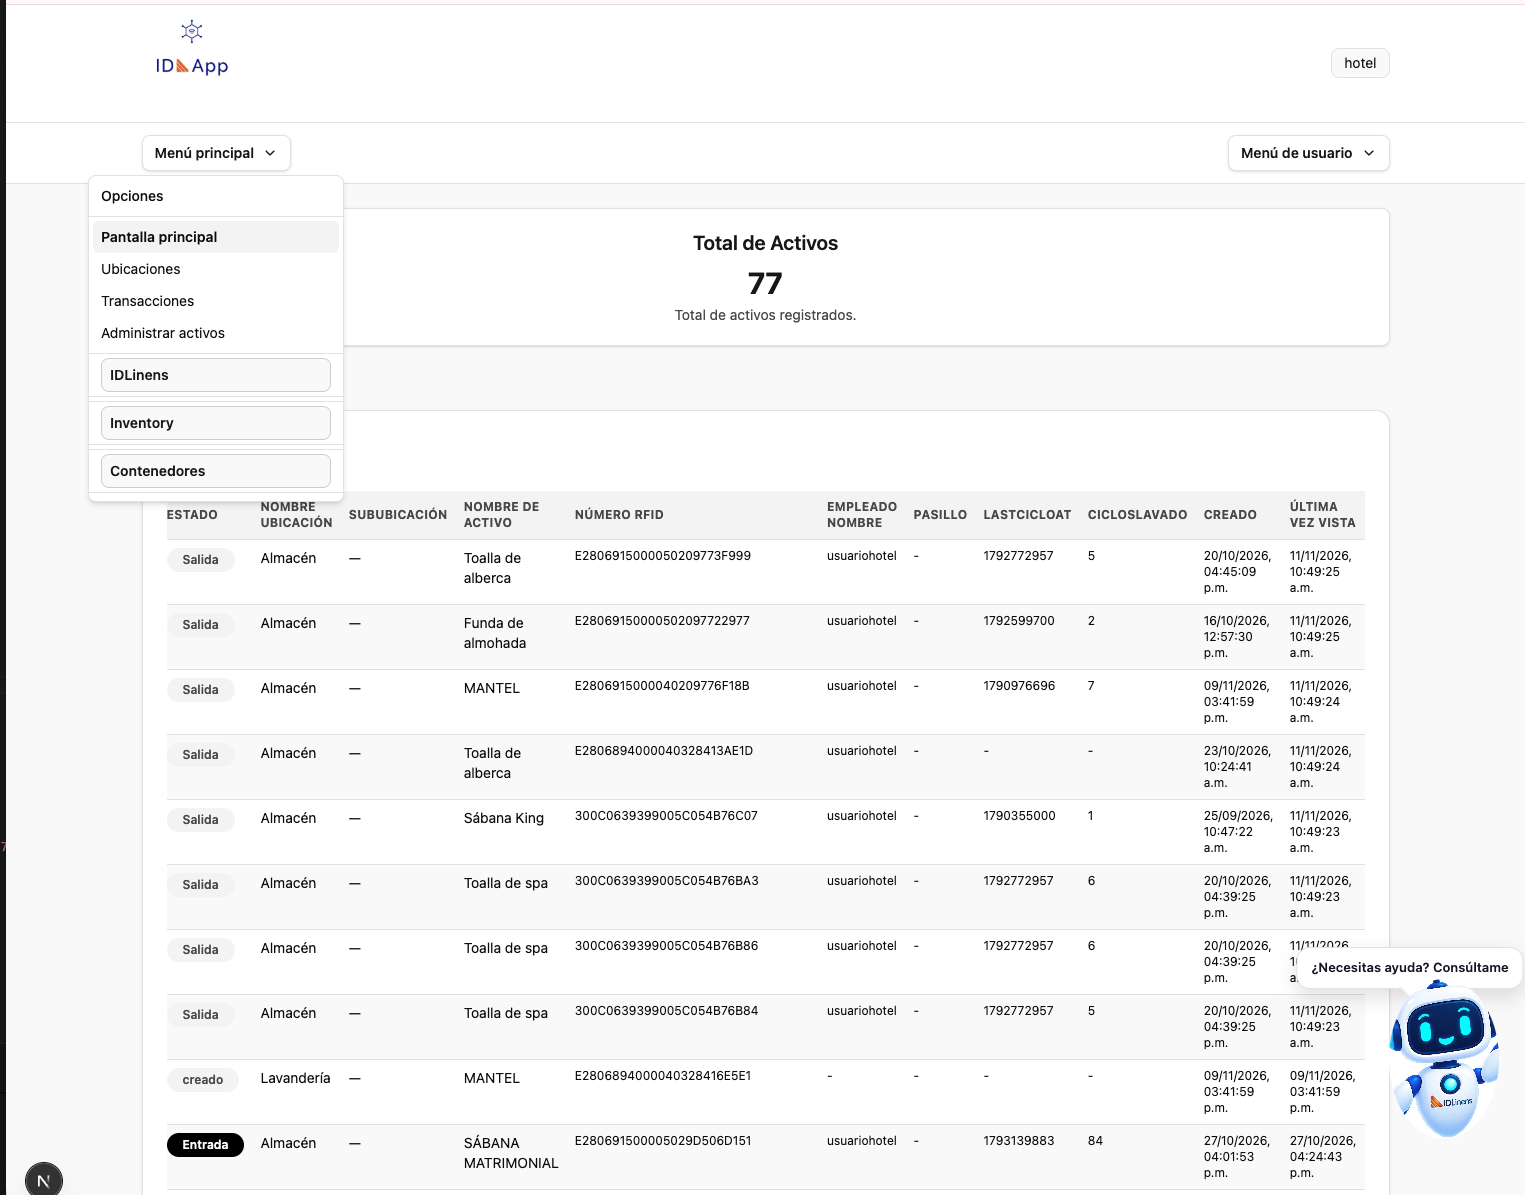 ID App
hotel
Menú principal
Menú de usuario
Opciones
Pantalla principal
Ubicaciones
Transacciones
Administrar activos
IDLinens
Inventory
Contenedores
Total de Activos
77
Total de activos registrados.
ESTADO NOMBRE UBICACIÓN SUBUBICACIÓN NOMBRE DE ACTIVO NÚMERO RFID EMPLEADO NOMBRE PASILLO LASTCICLOAT CICLOSLAVADO CREADO ÚLTIMA VEZ VISTA
Salida Almacén — Toalla de alberca E2806915000050209773F999 usuariohotel - 1792772957 5 20/10/2026, 04:45:09 p.m. 11/11/2026, 10:49:25 a.m.
Salida Almacén — Funda de almohada E28069150000502097722977 usuariohotel - 1792599700 2 16/10/2026, 12:57:30 p.m. 11/11/2026, 10:49:25 a.m.
Salida Almacén — MANTEL E2806915000040209776F18B usuariohotel - 1790976696 7 09/11/2026, 03:41:59 p.m. 11/11/2026, 10:49:24 a.m.
Salida Almacén — Toalla de alberca E2806894000040328413AE1D usuariohotel - - - 23/10/2026, 10:24:41 a.m. 11/11/2026, 10:49:24 a.m.
Salida Almacén — Sábana King 300C0639399005C054B76C07 usuariohotel - 1790355000 1 25/09/2026, 10:47:22 a.m. 11/11/2026, 10:49:23 a.m.
Salida Almacén — Toalla de spa 300C0639399005C054B76BA3 usuariohotel - 1792772957 6 20/10/2026, 04:39:25 p.m. 11/11/2026, 10:49:23 a.m.
Salida Almacén — Toalla de spa 300C0639399005C054B76B86 usuariohotel - 1792772957 6 20/10/2026, 04:39:25 p.m. 11/11/2026
¿Necesitas ayuda? Consúltame
Salida Almacén — Toalla de spa 300C0639399005C054B76B84 usuariohotel - 1792772957 5 20/10/2026, 04:39:25 p.m. 11/11/2026, 10:49:23 a.m.
creado Lavandería — MANTEL E2806894000040328416E5E1 - - - - 09/11/2026, 03:41:59 p.m. 09/11/2026, 03:41:59 p.m.
IDLinens
Entrada Almacén — SÁBANA MATRIMONIAL E280691500005029D506D151 usuariohotel - 1793139883 84 27/10/2026, 04:01:53 p.m. 27/10/2026, 04:24:43 p.m.
N